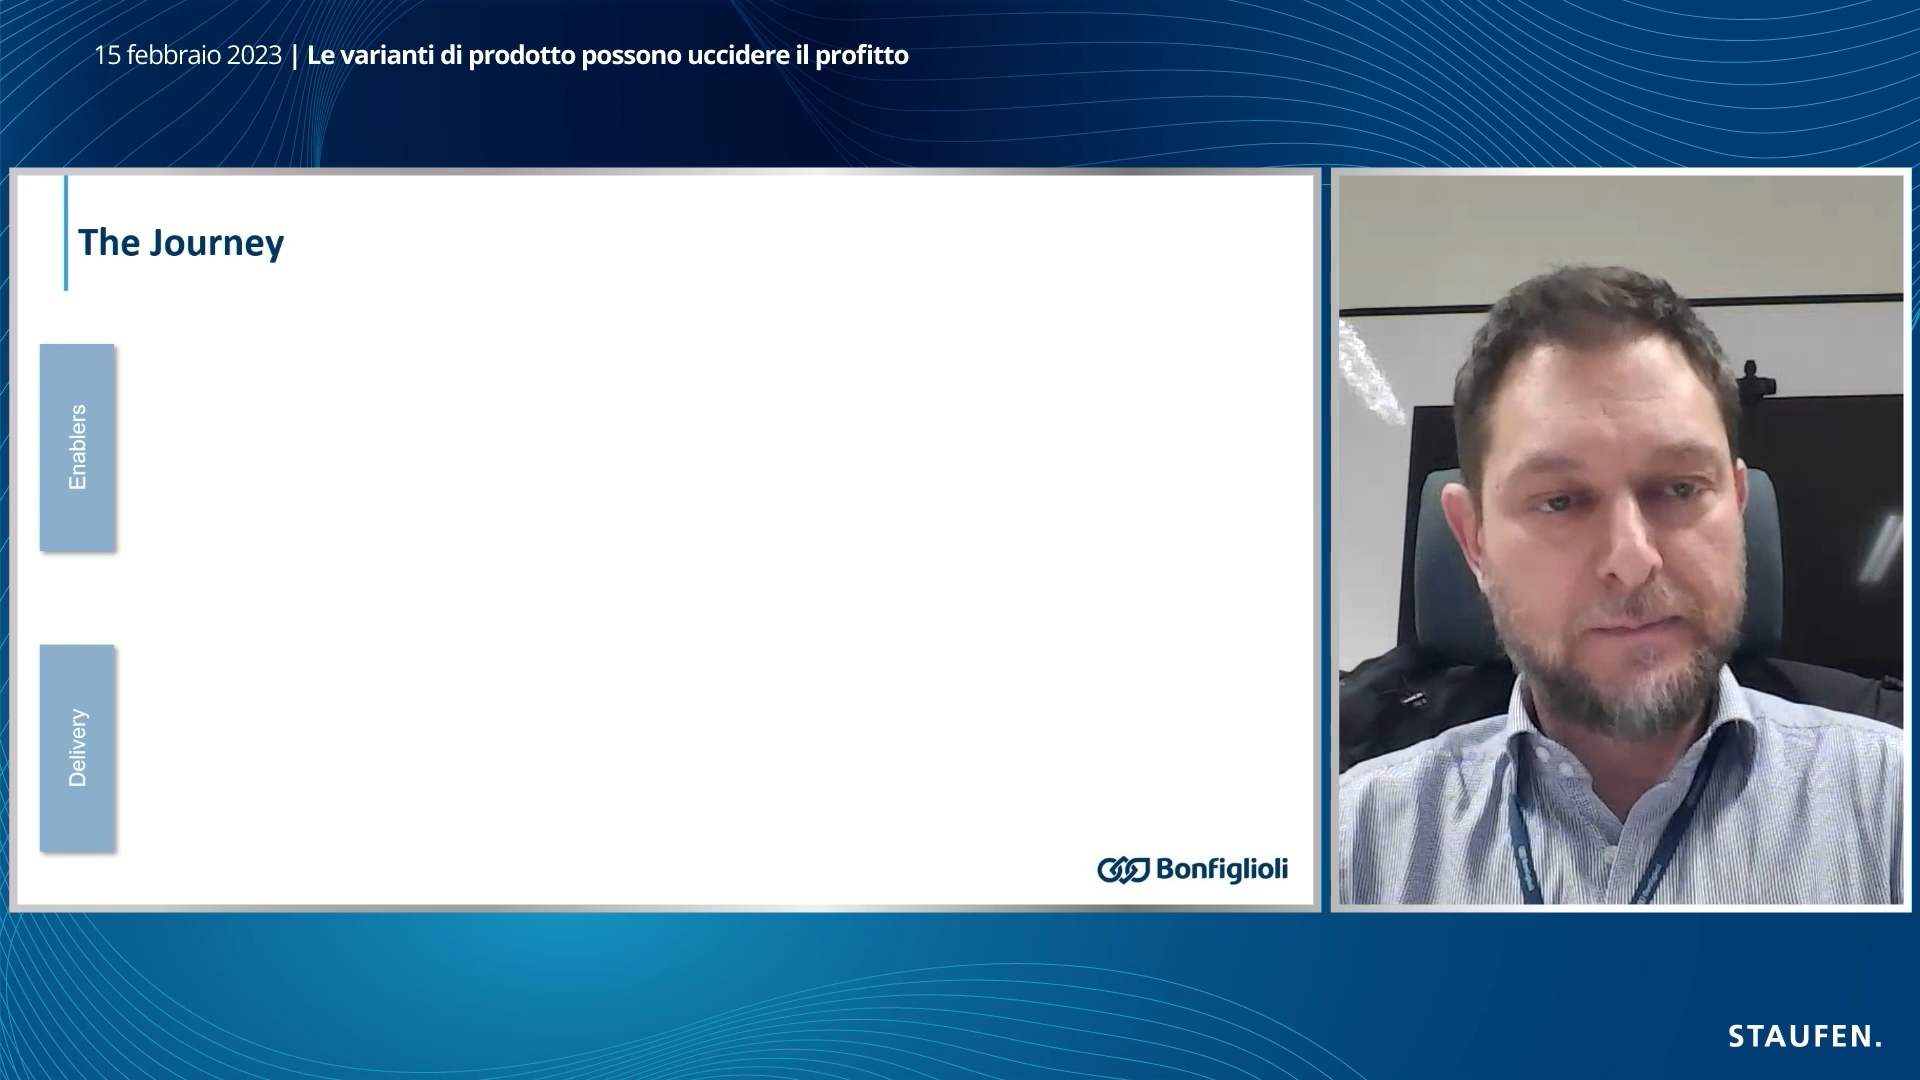 15 febbraio 2023 | Le varianti di prodotto possono uccidere il profitto
The Journey
Enablers
Delivery
Bonfiglioli
STAUFEN.